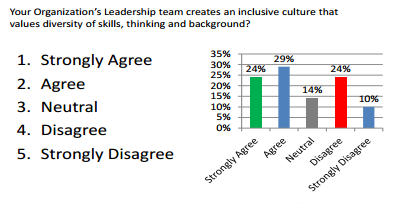 Your Organization's Leadership team creates an inclusive culture that
values diversity of skills, thinking and background?
1. Strongly Agree
2. Agree
3. Neutral
4. Disagree
5. Strongly Disagree
35%
30%
25%
20%
15%
10%
5%
0%
24%
29%
14%
24%
10%
Strongly Agree
Agree
Neutral
Disagree
Strongly Disagree